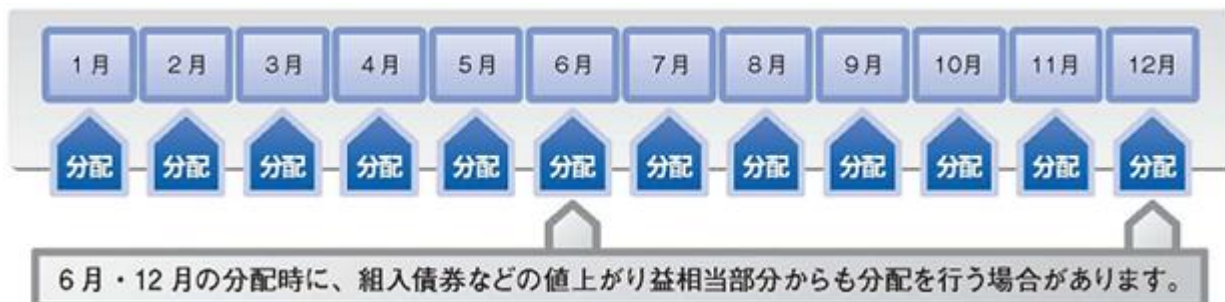 1月 2月 3月 4月 5月 6月 7月 8月 9月 10月 11月 12月
分配 分配 分配 分配 分配 分配 分配 分配 分配 分配 分配 分配
6月・12月の分配時に、組入債券などの値上がり益相当部分からも分配を行う場合があります。